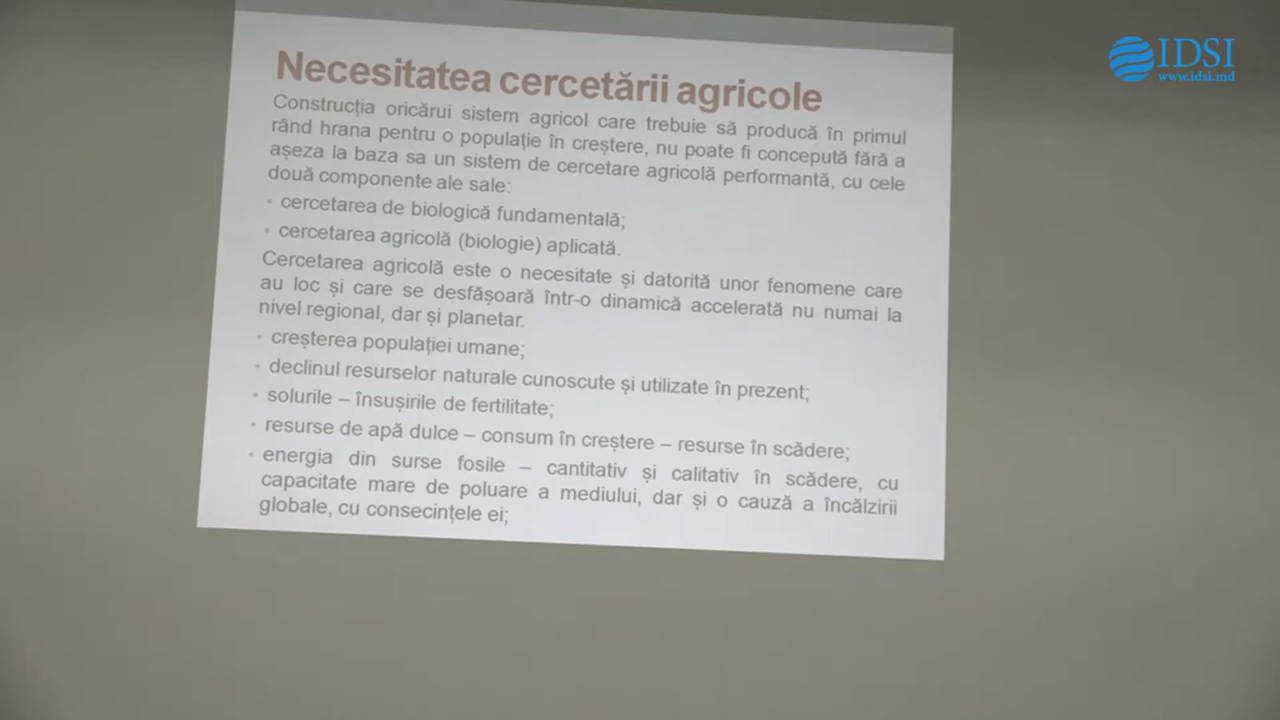 Necesitatea cercetării agricole
Construcția oricărui sistem agricol care trebuie să producă în primul
rând hrana pentru o populație în creștere, nu poate fi concepută fără a
așeza la baza sa un sistem de cercetare agricolă performantă, cu cele
două componente ale sale:
• cercetarea de biologică fundamentală;
• cercetarea agricolă (biologie) aplicată.
Cercetarea agricolă este o necesitate și datorită unor fenomene care
au loc și care se desfășoară într-o dinamică accelerată nu numai la
nivel regional, dar și planetar.
• creșterea populației umane;
• declinul resurselor naturale cunoscute și utilizate în prezent;
• solurile – însușirile de fertilitate;
• resurse de apă dulce – consum în creștere – resurse în scădere;
• energia din surse fosile – cantitativ și calitativ în scădere, cu
capacitate mare de poluare a mediului, dar și o cauză a încălzirii
globale, cu consecințele ei;
IDSI
www.idsi.md